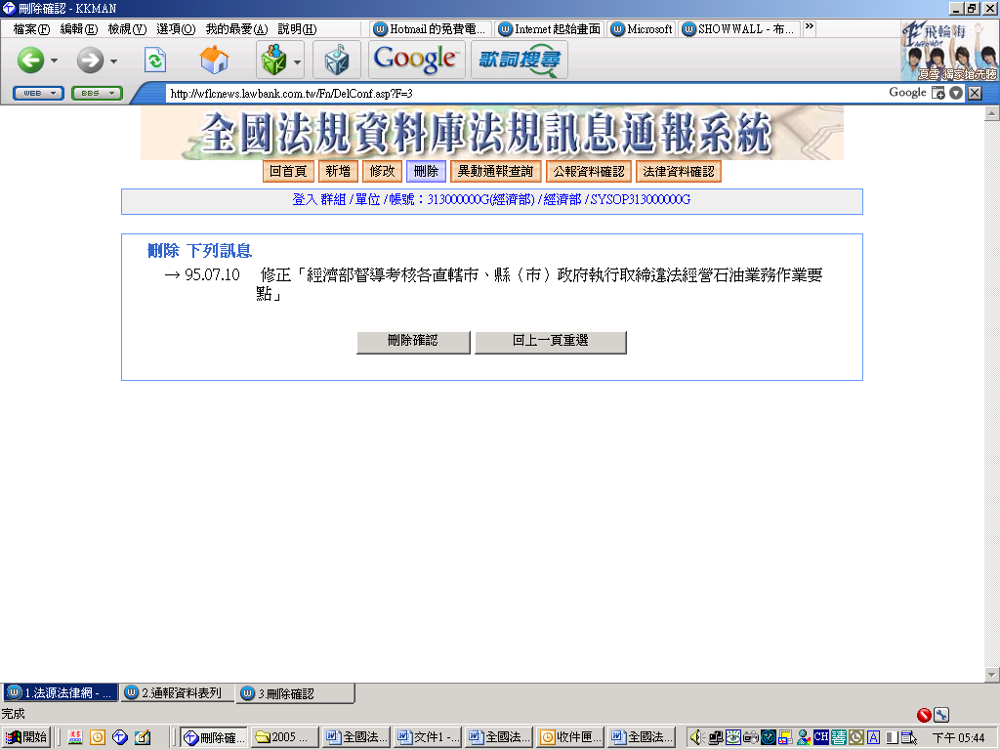 刪除確認 - KKMAN
檔案(F) 編輯(E) 檢視(V) 選項(O) 我的最愛(A) 說明(H) Hotmail 的免費電... Internet 起始畫面 Microsoft SHOWWALL - 布... »
Google 歌詞搜尋
飛輪海
夏雪 獨家搶先聽
WEB BBS http://wflcnews.lawbank.com.tw/Fn/DelConf.asp?F=3 Google
全國法規資料庫法規訊息通報系統
回首頁 新增 修改 刪除 異動通報查詢 公報資料確認 法律資料確認
登入 群組 / 單位 / 帳號：313000000G(經濟部) / 經濟部 / SYSOP313000000G
刪除 下列訊息
→ 95.07.10 修正「經濟部督導考核各直轄市、縣（市）政府執行取締違法經營石油業務作業要
點」
刪除確認 回上一頁重選
1.法源法律網 - ... 2.通報資料表列 3.刪除確認
完成
開始 刪除確... 2005 ... 全國法... 文件1 -... 全國法... 收件匣... 全國法... CH A 下午 05:44